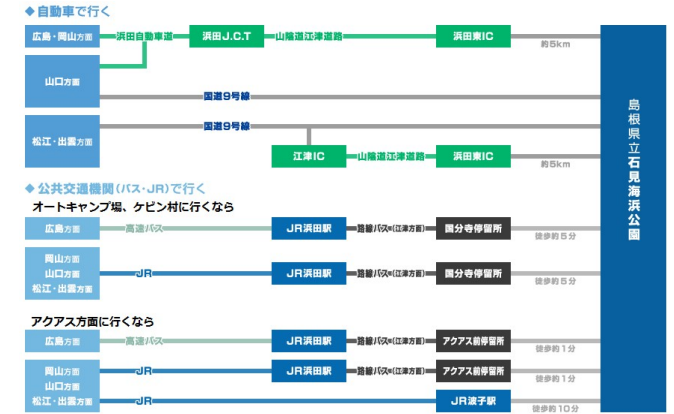 ◆自動車で行く
広島・岡山方面 浜田自動車道 浜田J.C.T 山陰道江津道路 浜田東IC 約5km
山口方面
国道9号線
国道9号線
松江・出雲方面
江津IC 山陰道江津道路 浜田東IC 約5km
島根県立石見海浜公園
◆公共交通機関(バス・JR)で行く
オートキャンプ場、ケビン村に行くなら
広島方面 高速バス JR浜田駅 路線バス※(江津方面) 国分寺停留所 徒歩約5分
岡山方面
山口方面 JR JR浜田駅 路線バス※(江津方面) 国分寺停留所 徒歩約5分
松江・出雲方面
アクアス方面に行くなら
広島方面 高速バス JR浜田駅 路線バス※(江津方面) アクアス前停留所 徒歩約1分
岡山方面 JR JR浜田駅 路線バス※(江津方面) アクアス前停留所 徒歩約1分
山口方面
松江・出雲方面 JR JR波子駅 徒歩約10分